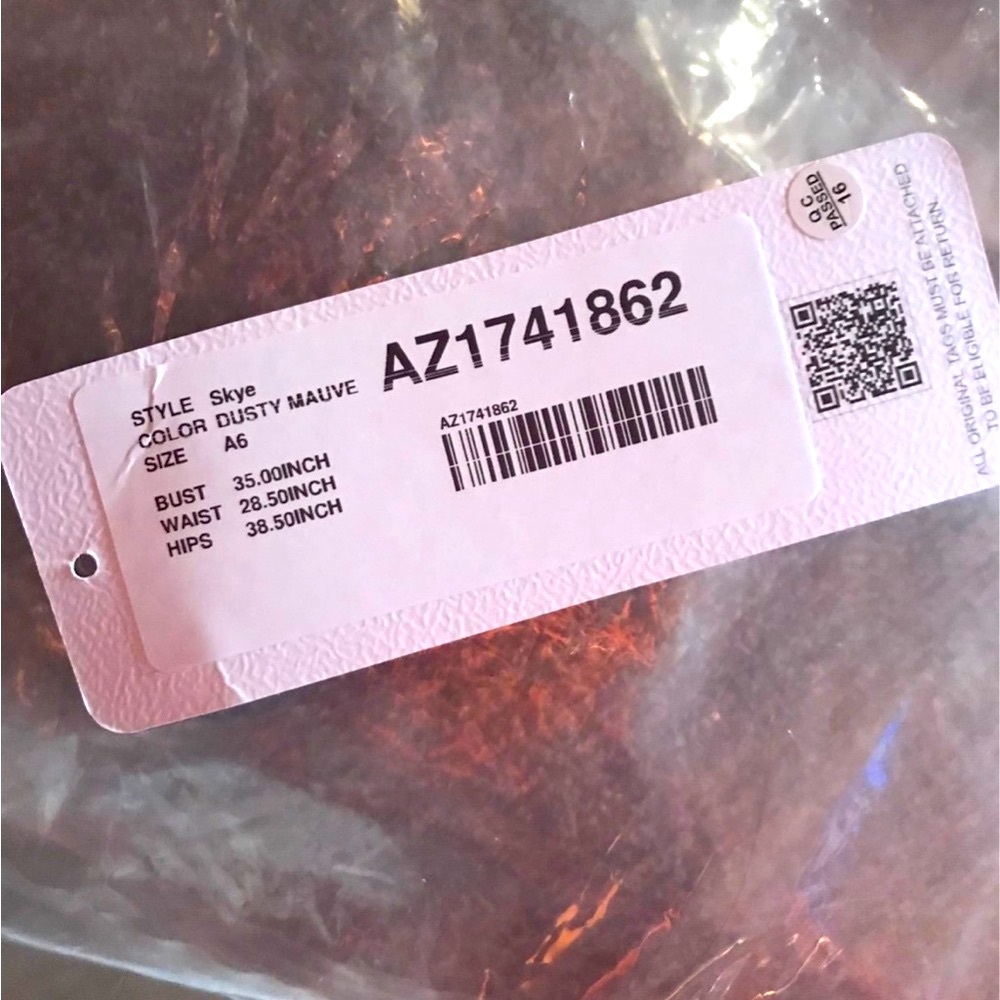 STYLE Skye
COLOR DUSTY MAUVE
SIZE A6
BUST 35.00INCH
WAIST 28.50INCH
HIPS 38.50INCH
AZ1741862
AZ1741862
QC
PASSED
16
ALL ORIGINAL TAGS MUST BE ATTACHED
TO BE ELIGIBLE FOR RETURN.